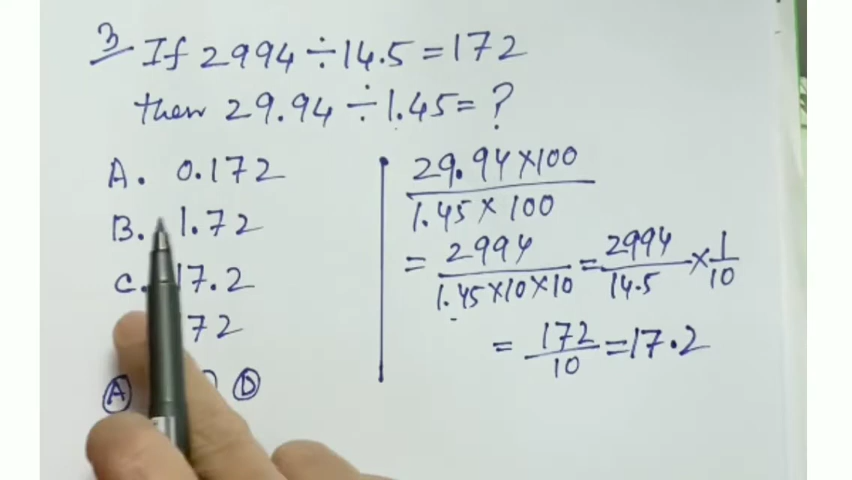 3 If 2994 ÷ 14.5 = 172
then 29.94 ÷ 1.45 = ?
A. 0.172
B. 1.72
C. 17.2
72
A D
29.94 × 100
1.45 × 100
= 2994 / 1.45 × 10 × 10 = 2994 / 14.5 × 1 / 10
= 172 / 10 = 17.2